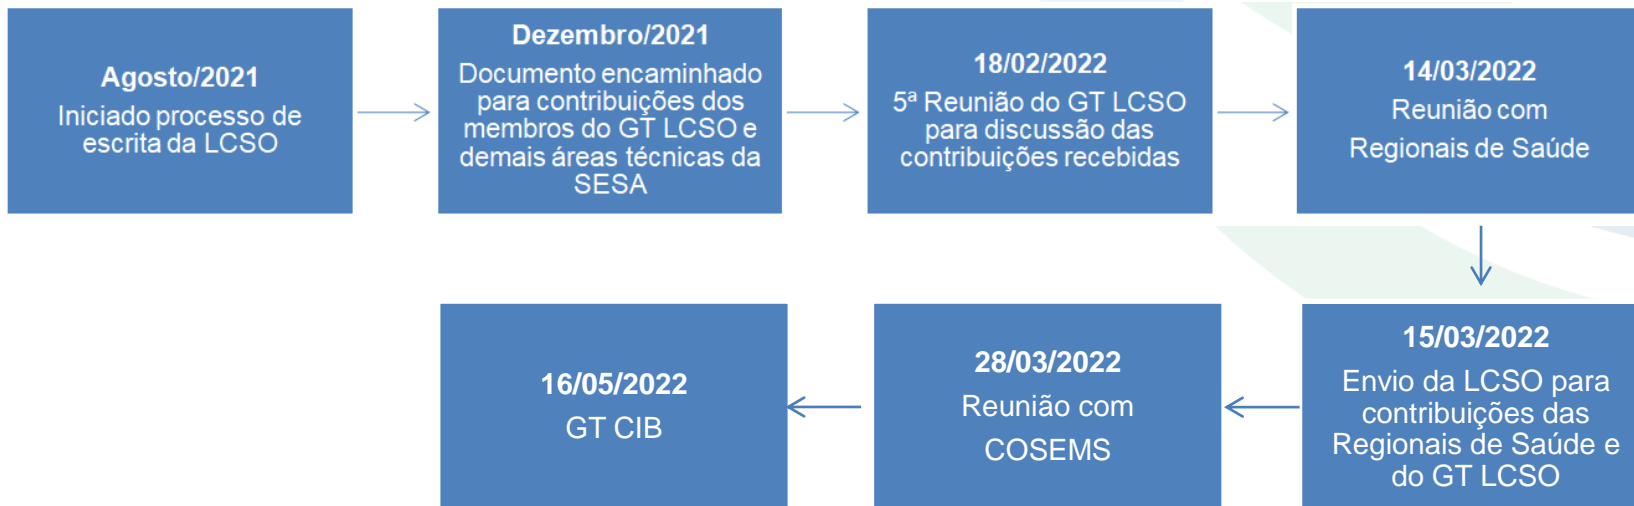 Agosto/2021
Iniciado processo de
escrita da LCSO
Dezembro/2021
Documento encaminhado
para contribuições dos
membros do GT LCSO e
demais áreas técnicas da
SESA
18/02/2022
5ª Reunião do GT LCSO
para discussão das
contribuições recebidas
14/03/2022
Reunião com
Regionais de Saúde
15/03/2022
Envio da LCSO para
contribuições das
Regionais de Saúde e
do GT LCSO
28/03/2022
Reunião com
COSEMS
16/05/2022
GT CIB